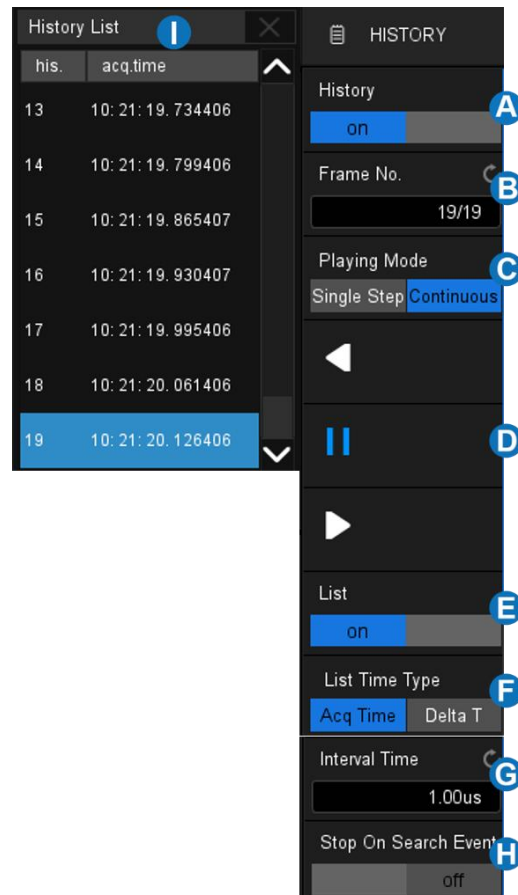 History List
I
his. acq.time
13 10: 21: 19. 734406
14 10: 21: 19. 799406
15 10: 21: 19. 865407
16 10: 21: 19. 930407
17 10: 21: 19. 995406
18 10: 21: 20. 061406
19 10: 21: 20. 126406
HISTORY
History
A
on
Frame No.
B
19/19
Playing Mode
C
Single Step Continuous
D
List
E
on
List Time Type
F
Acq Time Delta T
Interval Time
G
1.00us
Stop On Search Event
H
off